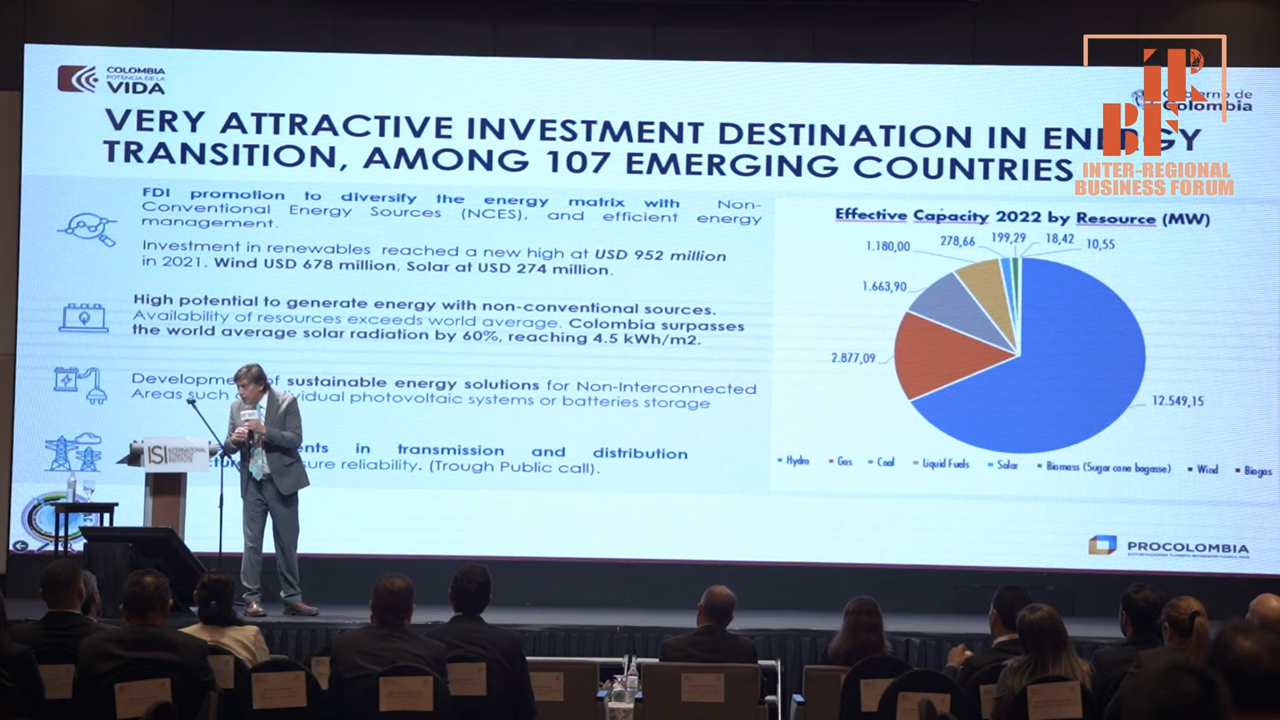 COLOMBIA
POTENCIA DE LA
VIDA
Colombia
INTER-REGIONAL
BUSINESS FORUM
VERY ATTRACTIVE INVESTMENT DESTINATION IN ENERGY
TRANSITION, AMONG 107 EMERGING COUNTRIES
FDI promotion to diversify the energy matrix with Non-
Conventional Energy Sources (NCES), and efficient energy
management.
Investment in renewables reached a new high at USD 952 million
in 2021. Wind USD 678 million, Solar at USD 274 million.
High potential to generate energy with non-conventional sources.
Availability of resources exceeds world average. Colombia surpasses
the world average solar radiation by 60%, reaching 4.5 kWh/m2.
of sustainable energy solutions for Non-Interconnected
Areas such photovoltaic systems or batteries storage
in transmission and distribution
reliability. (Trough Public call).
Effective Capacity 2022 by Resource (MW)
1.180,00
278,66
199,29
18,42
10,55
1.663,90
2.877,09
12.549,15
Hydro Gas Coal Liquid Fuels Solar Biomass (Sugar cane bagasse) Wind Biogas
ISI INTERNATIONAL
STRATEGY
INSTITUTE
PROCOLOMBIA